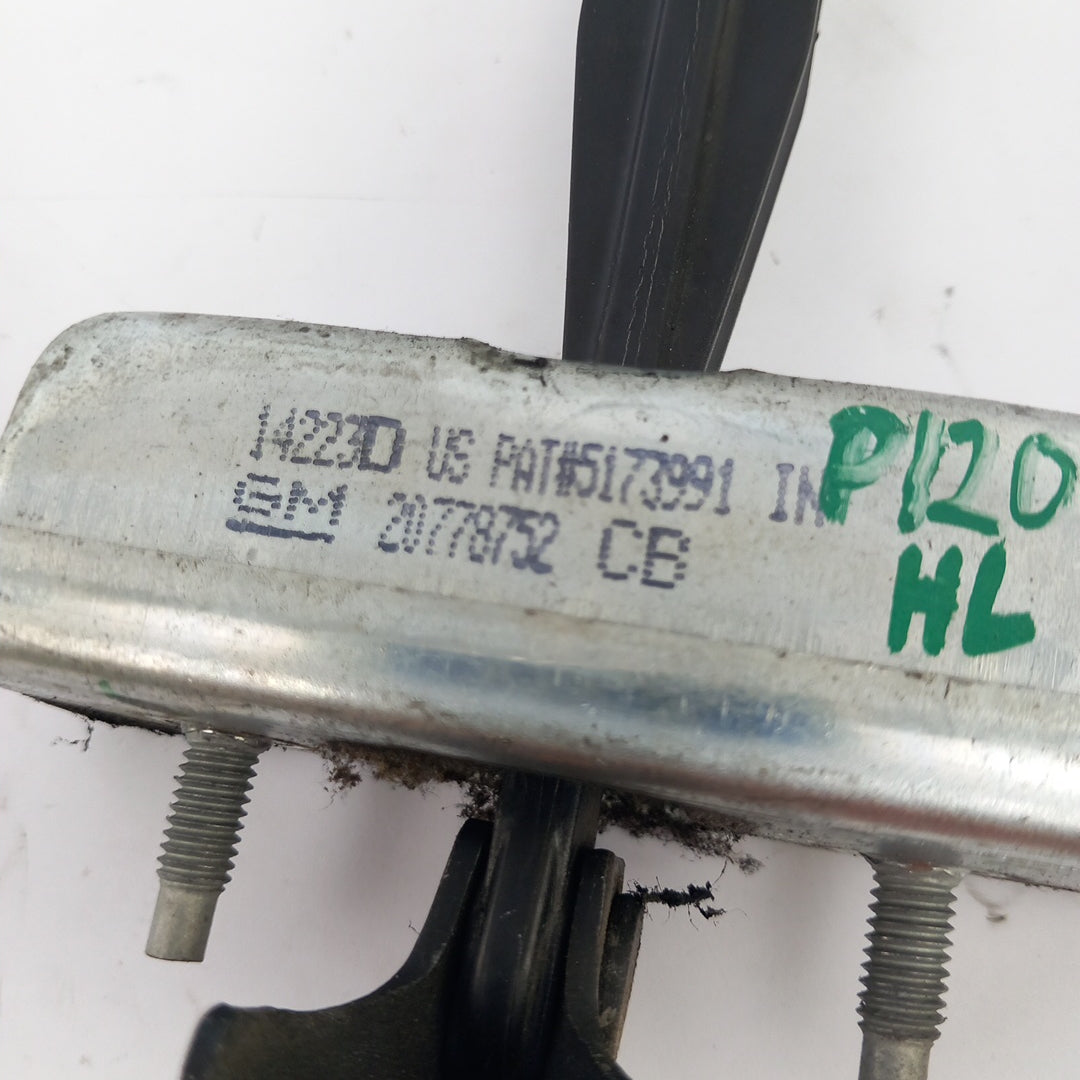 14223D US PAT#5173991 IN
GM 20778752 CB
P120
HL